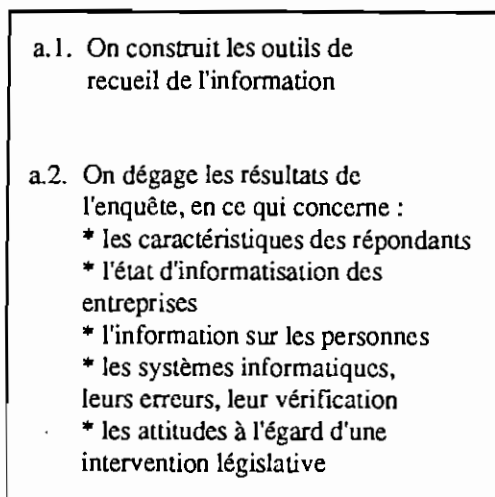 a.1. On construit les outils de
recueil de l'information
a.2. On dégage les résultats de
l'enquête, en ce qui concerne :
* les caractéristiques des répondants
* l'état d'informatisation des
entreprises
* l'information sur les personnes
* les systèmes informatiques,
leurs erreurs, leur vérification
* les attitudes à l'égard d'une
intervention législative